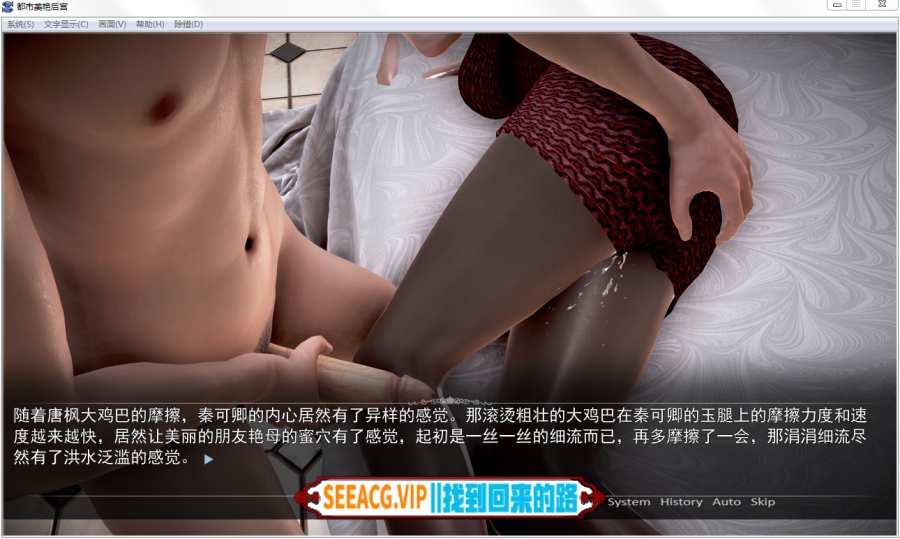 都市美艳后宫
系统(S) 文字显示(C) 画面(V) 帮助(H) 除错(D)
随着唐枫大鸡巴的摩擦，秦可卿的内心居然有了异样的感觉。那滚烫粗壮的大鸡巴在秦可卿的玉腿上的摩擦力度和速
度越来越快，居然让美丽的朋友艳母的蜜穴有了感觉，起初是一丝一丝的细流而已，再多摩擦了一会，那涓涓细流尽
然有了洪水泛滥的感觉。
SEEACG.VIP||找到回来的路 System History Auto Skip